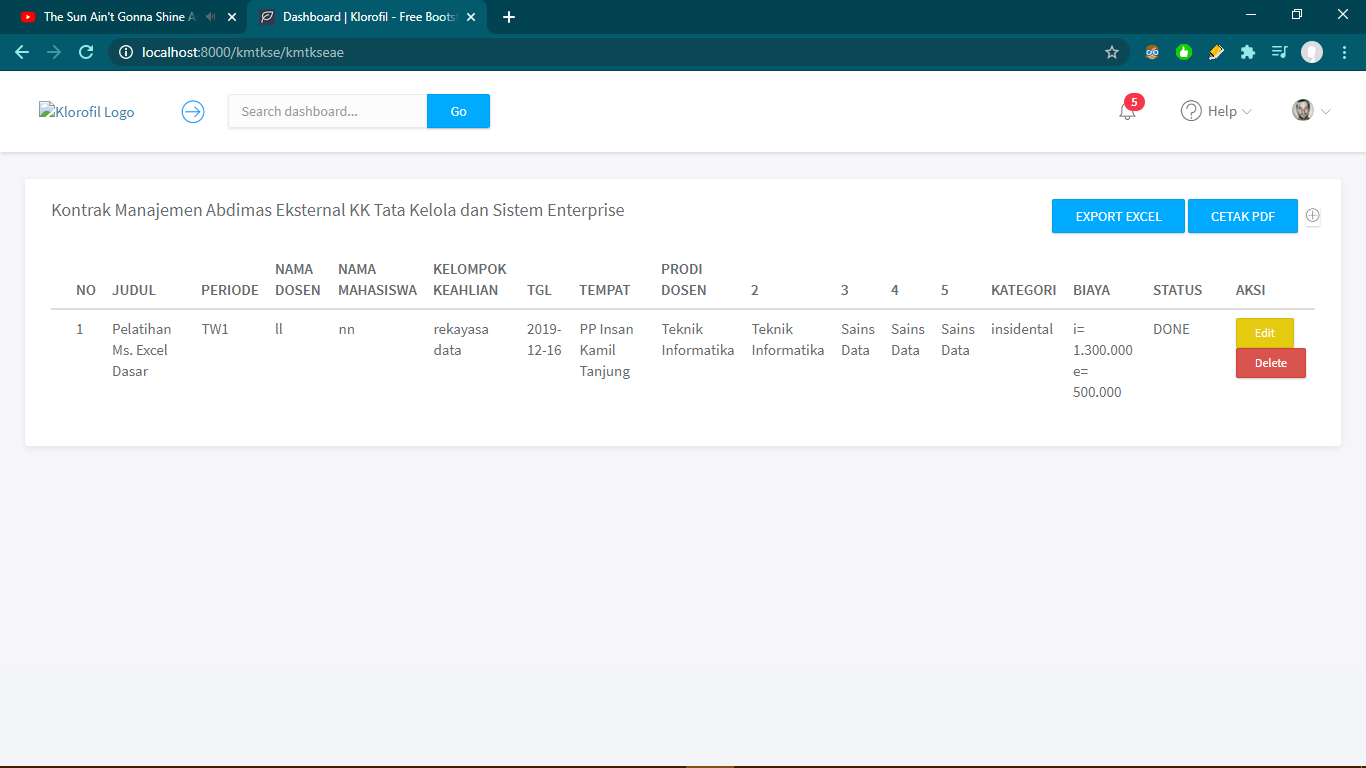 The Sun Ain't Gonna Shine A
Dashboard | Klorofil - Free Boots
localhost:8000/kmtkse/kmtkseae
Klorofil Logo
Search dashboard...
Go
5
Help
Kontrak Manajemen Abdimas Eksternal KK Tata Kelola dan Sistem Enterprise
EXPORT EXCEL
CETAK PDF
NAMA NAMA KELOMPOK PRODI
NO JUDUL PERIODE DOSEN MAHASISWA KEAHLIAN TGL TEMPAT DOSEN 2 3 4 5 KATEGORI BIAYA STATUS AKSI
1 Pelatihan TW1 ll nn rekayasa 2019- PP Insan Teknik Teknik Sains Sains Sains insidental i= DONE Edit
Ms. Excel data 12-16 Kamil Informatika Informatika Data Data Data 1.300.000
Dasar Tanjung e= Delete
500.000